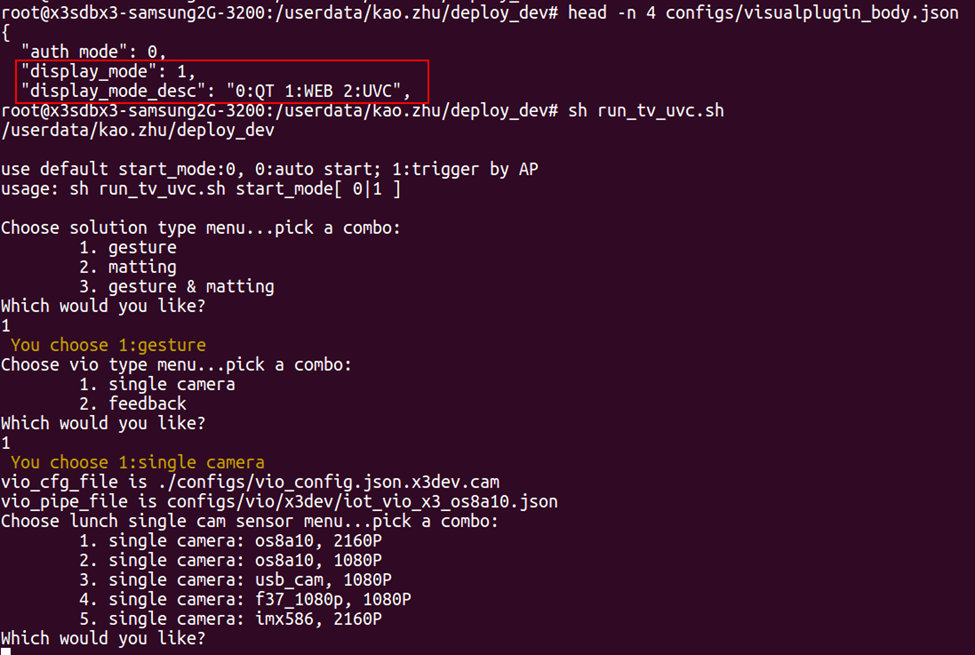 root@x3sdbx3-samsung2G-3200:/userdata/kao.zhu/deploy_dev# head -n 4 configs/visualplugin_body.json
{
  "auth_mode": 0,
  "display_mode": 1,
  "display_mode_desc": "0:QT 1:WEB 2:UVC",
root@x3sdbx3-samsung2G-3200:/userdata/kao.zhu/deploy_dev# sh run_tv_uvc.sh
/userdata/kao.zhu/deploy_dev
use default start_mode:0, 0:auto start; 1:trigger by AP
usage: sh run_tv_uvc.sh start_mode[ 0|1 ]
Choose solution type menu...pick a combo:
1. gesture
2. matting
3. gesture & matting
Which would you like?
1
You choose 1:gesture
Choose vio type menu...pick a combo:
1. single camera
2. feedback
Which would you like?
1
You choose 1:single camera
vio_cfg_file is ./configs/vio_config.json.x3dev.cam
vio_pipe_file is configs/vio/x3dev/iot_vio_x3_os8a10.json
Choose lunch single cam sensor menu...pick a combo:
1. single camera: os8a10, 2160P
2. single camera: os8a10, 1080P
3. single camera: usb_cam, 1080P
4. single camera: f37_1080p, 1080P
5. single camera: imx586, 2160P
Which would you like?